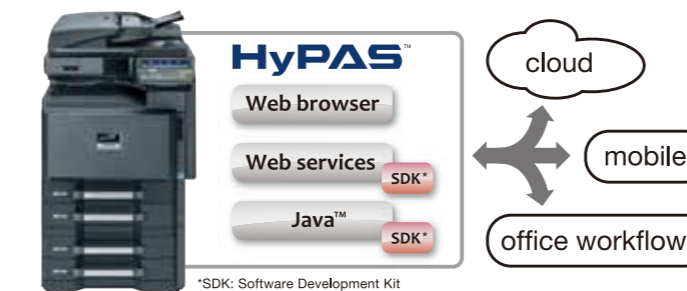 HyPAS™
Web browser
Web services
SDK*
Java™
SDK*
*SDK: Software Development Kit
cloud
mobile
office workflow